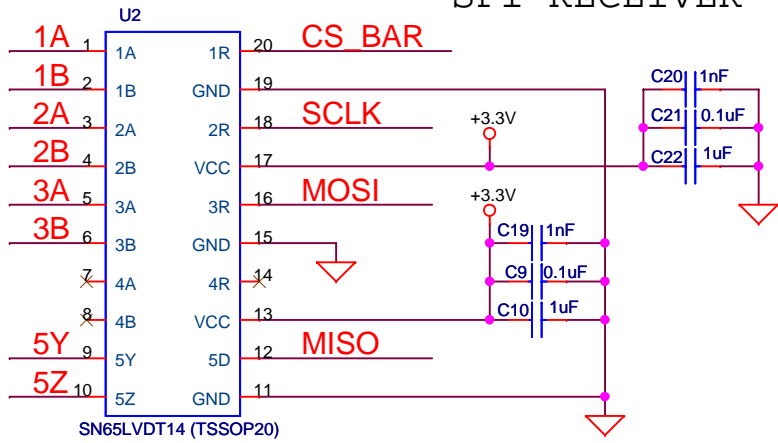 SPI RECEIVER
U2
1A 1 1A 1R 20 CS_BAR
1B 2 1B GND 19
2A 3 2A 2R 18 SCLK
2B 4 2B VCC 17
3A 5 3A 3R 16 MOSI
3B 6 3B GND 15
7 4A 4R 14
8 4B VCC 13
5Y 9 5Y 5D 12 MISO
5Z 10 5Z GND 11
SN65LVDT14 (TSSOP20)
+3.3V
C20 1nF
C21 0.1uF
C22 1uF
+3.3V
C19 1nF
C9 0.1uF
C10 1uF